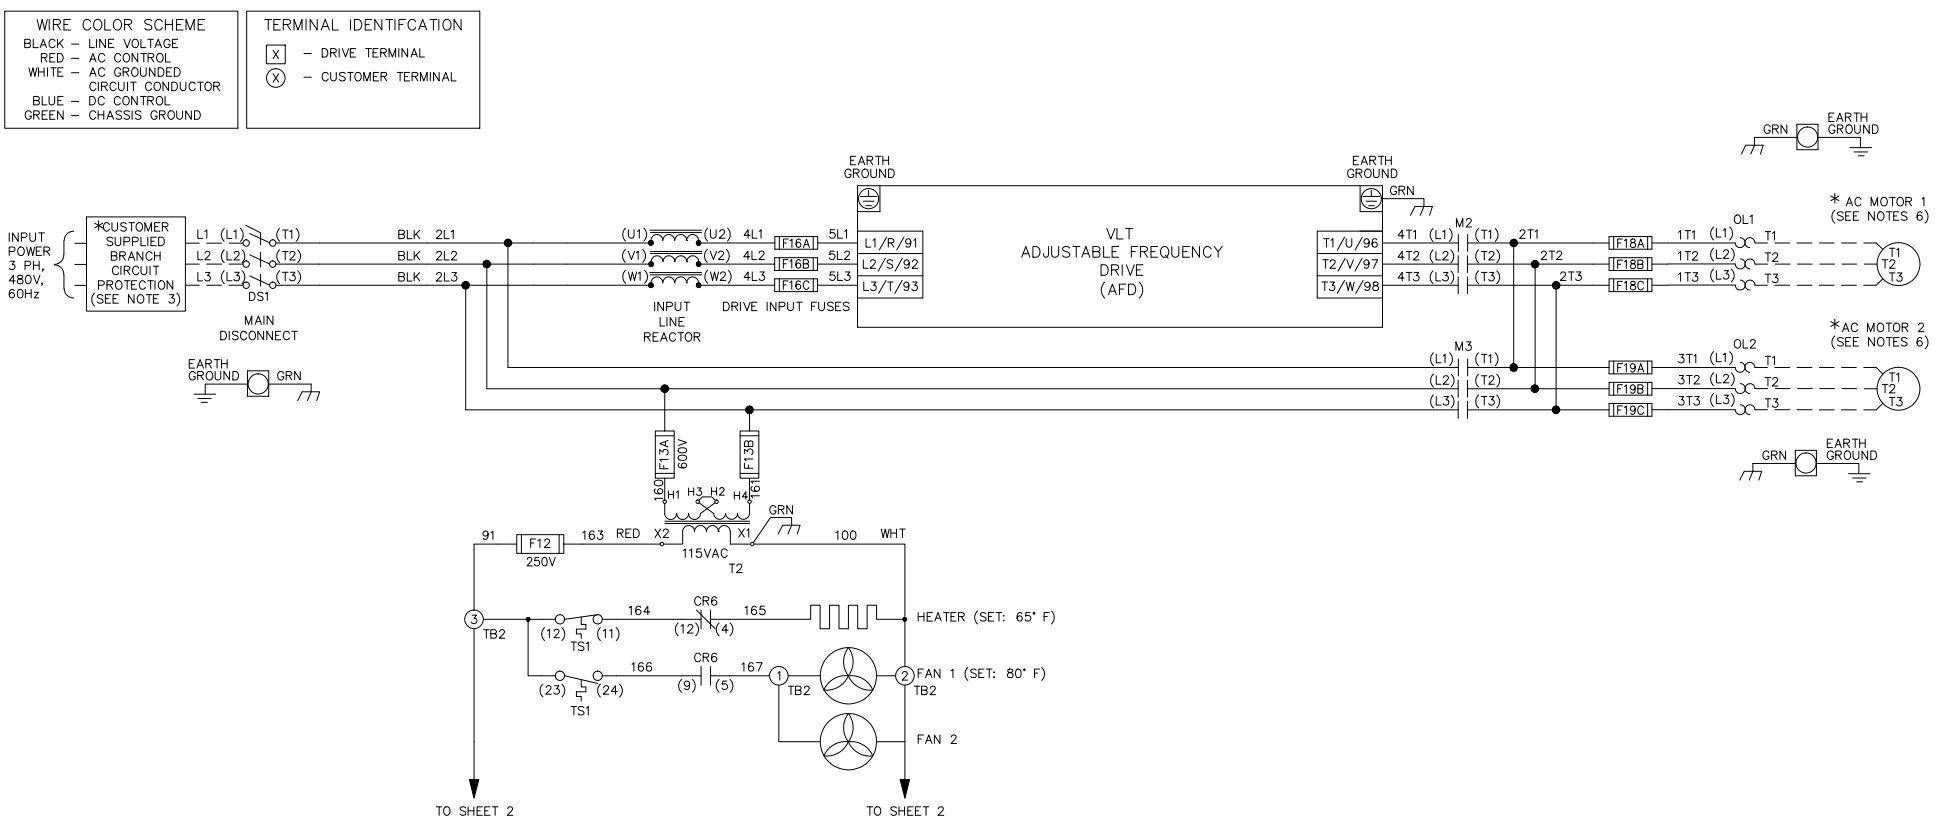 WIRE COLOR SCHEME
BLACK – LINE VOLTAGE
RED – AC CONTROL
WHITE – AC GROUNDED
CIRCUIT CONDUCTOR
BLUE – DC CONTROL
GREEN – CHASSIS GROUND
TERMINAL IDENTIFCATION
X – DRIVE TERMINAL
X – CUSTOMER TERMINAL
GRN
EARTH
GROUND
EARTH
GROUND
EARTH
GROUND
GRN
INPUT
POWER
3 PH,
480V,
60Hz
*CUSTOMER
SUPPLIED
BRANCH
CIRCUIT
PROTECTION
(SEE NOTE 3)
L1 (L1) (T1) BLK 2L1 (U1) (U2) 4L1 F16A 5L1 L1/R/91
L2 (L2) (T2) BLK 2L2 (V1) (V2) 4L2 F16B 5L2 L2/S/92
L3 (L3) (T3) BLK 2L3 (W1) (W2) 4L3 F16C 5L3 L3/T/93
DS1
MAIN
DISCONNECT
INPUT
LINE
REACTOR
DRIVE INPUT FUSES
VLT
ADJUSTABLE FREQUENCY
DRIVE
(AFD)
M2
OL1
* AC MOTOR 1
(SEE NOTES 6)
T1/U/96 4T1 (L1) (T1) 2T1 F18A 1T1 (L1) T1 T1
T2/V/97 4T2 (L2) (T2) 2T2 F18B 1T2 (L2) T2 T2
T3/W/98 4T3 (L3) (T3) 2T3 F18C 1T3 (L3) T3 T3
EARTH
GROUND
GRN
M3
OL2
*AC MOTOR 2
(SEE NOTES 6)
(L1) (T1) F19A 3T1 (L1) T1 T1
(L2) (T2) F19B 3T2 (L2) T2 T2
(L3) (T3) F19C 3T3 (L3) T3 T3
GRN
EARTH
GROUND
F13A
600V
F13B
160
161
H1 H3 H2 H4
GRN
91 F12 163 RED X2 X1 100 WHT
250V
115VAC
T2
3
TB2
(12) (11)
TS1
164
CR6
(12) (4)
165
HEATER (SET: 65° F)
(23) (24)
TS1
166
CR6
(9) (5)
167
1
TB2
2
TB2
FAN 1 (SET: 80° F)
FAN 2
TO SHEET 2
TO SHEET 2